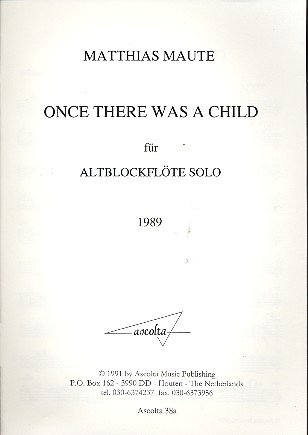 MATTHIAS MAUTE
ONCE THERE WAS A CHILD
für
ALTBLOCKFLÖTE SOLO
1989
ascolta
© 1991 by Ascolta Music Publishing
P.O. Box 162 - 3990 DD - Houten - The Netherlands
tel. 030-6374237 fax. 030-6373956
Ascolta 38a